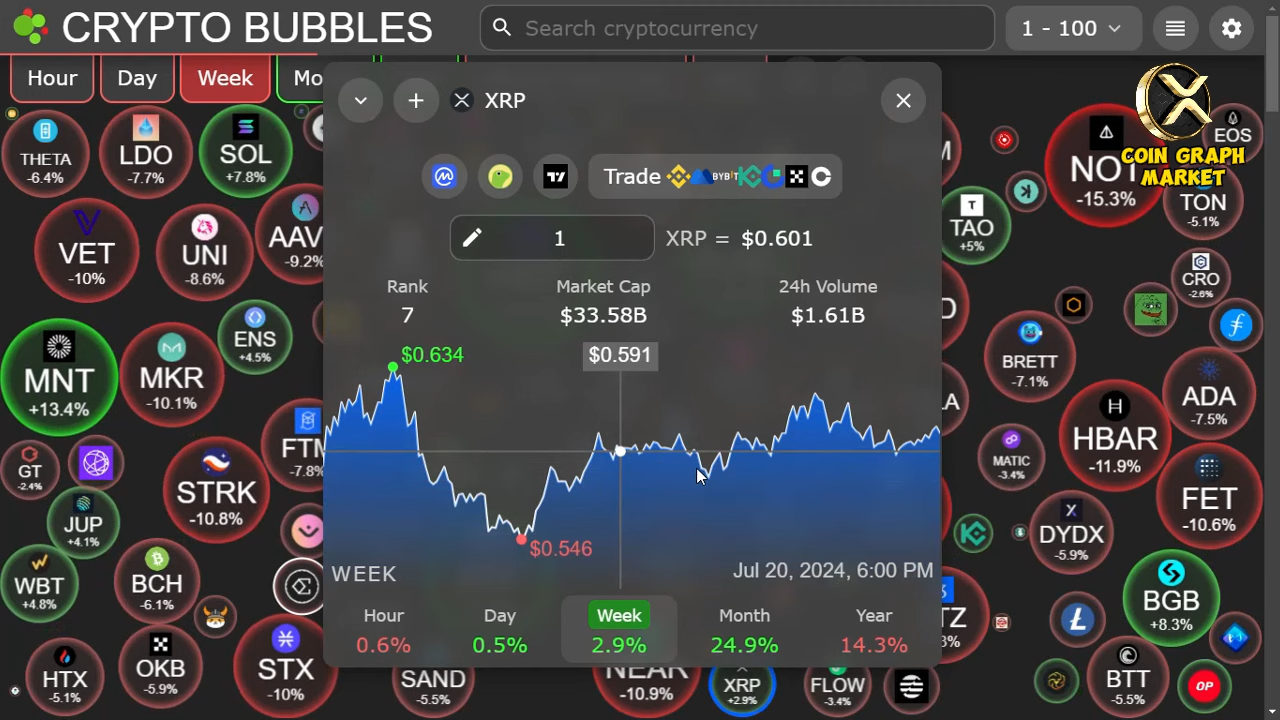 CRYPTO BUBBLES
Search cryptocurrency
1 - 100
Hour
Day
Week
XRP
COIN GRAPH
MARKET
Trade
BYBIT
1
XRP = $0.601
Rank
Market Cap
24h Volume
7
$33.58B
$1.61B
$0.634
$0.591
$0.546
WEEK
Jul 20, 2024, 6:00 PM
Hour
Day
Week
Month
Year
0.6%
0.5%
2.9%
24.9%
14.3%
THETA
-6.4%
LDO
-7.7%
SOL
+7.8%
VET
-10%
UNI
-8.6%
AAV
-9.2%
ENS
+4.5%
MNT
+13.4%
MKR
-10.1%
FTM
-7.8%
GT
-2.4%
STRK
-10.8%
JUP
+4.1%
WBT
+4.8%
BCH
-6.1%
HTX
-5.1%
OKB
-5.9%
STX
-10%
SAND
-5.5%
NEAR
-10.9%
XRP
+2.9%
FLOW
-3.4%
EOS
NOT
-15.3%
TON
-5.1%
TAO
+5%
CRO
-2.6%
BRETT
-7.1%
ADA
-7.5%
HBAR
-11.9%
MATIC
-3.4%
FET
-10.6%
DYDX
-5.9%
BGB
+8.3%
BTT
-5.5%
OP